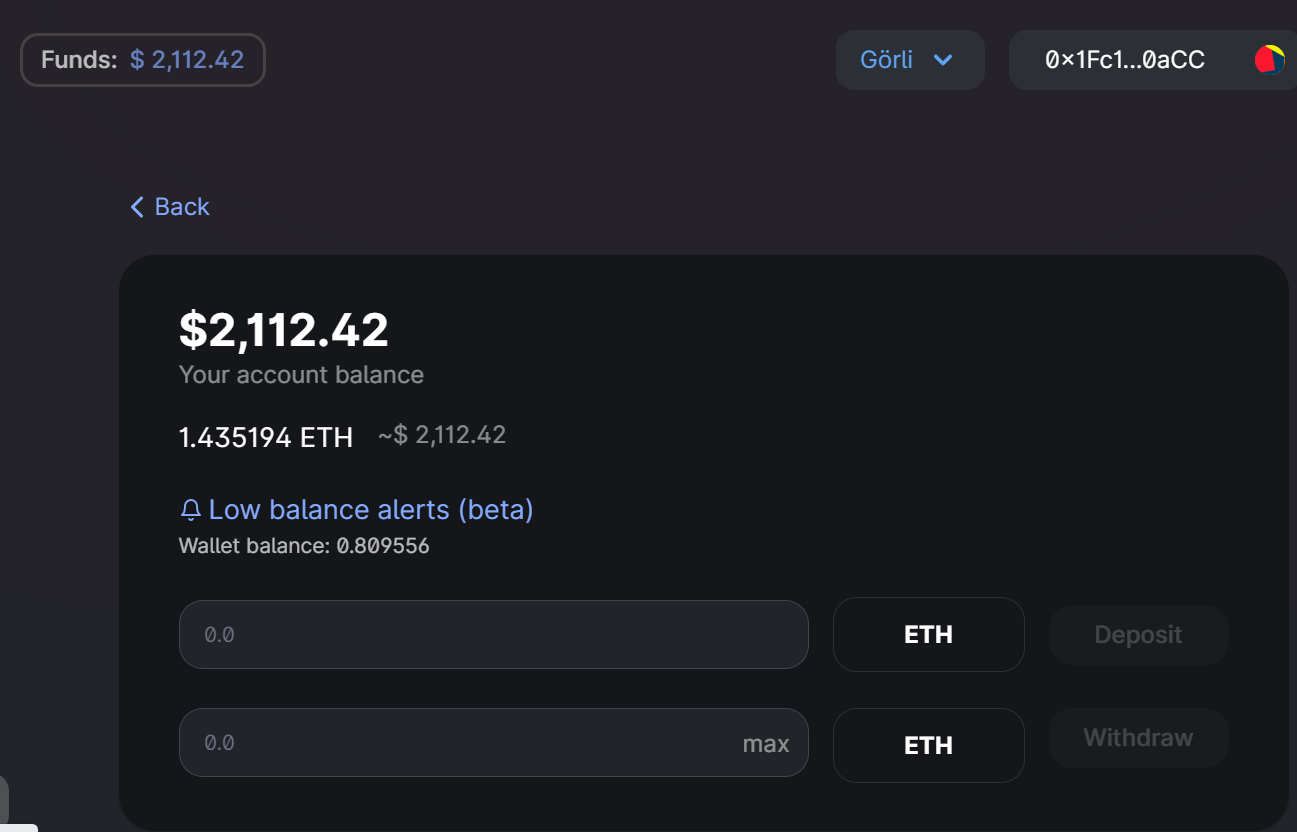 Funds: $ 2,112.42
Görli
0×1Fc1...0aCC
Back
$2,112.42
Your account balance
1.435194 ETH ~$ 2,112.42
Low balance alerts (beta)
Wallet balance: 0.809556
0.0 ETH Deposit
0.0 max ETH Withdraw